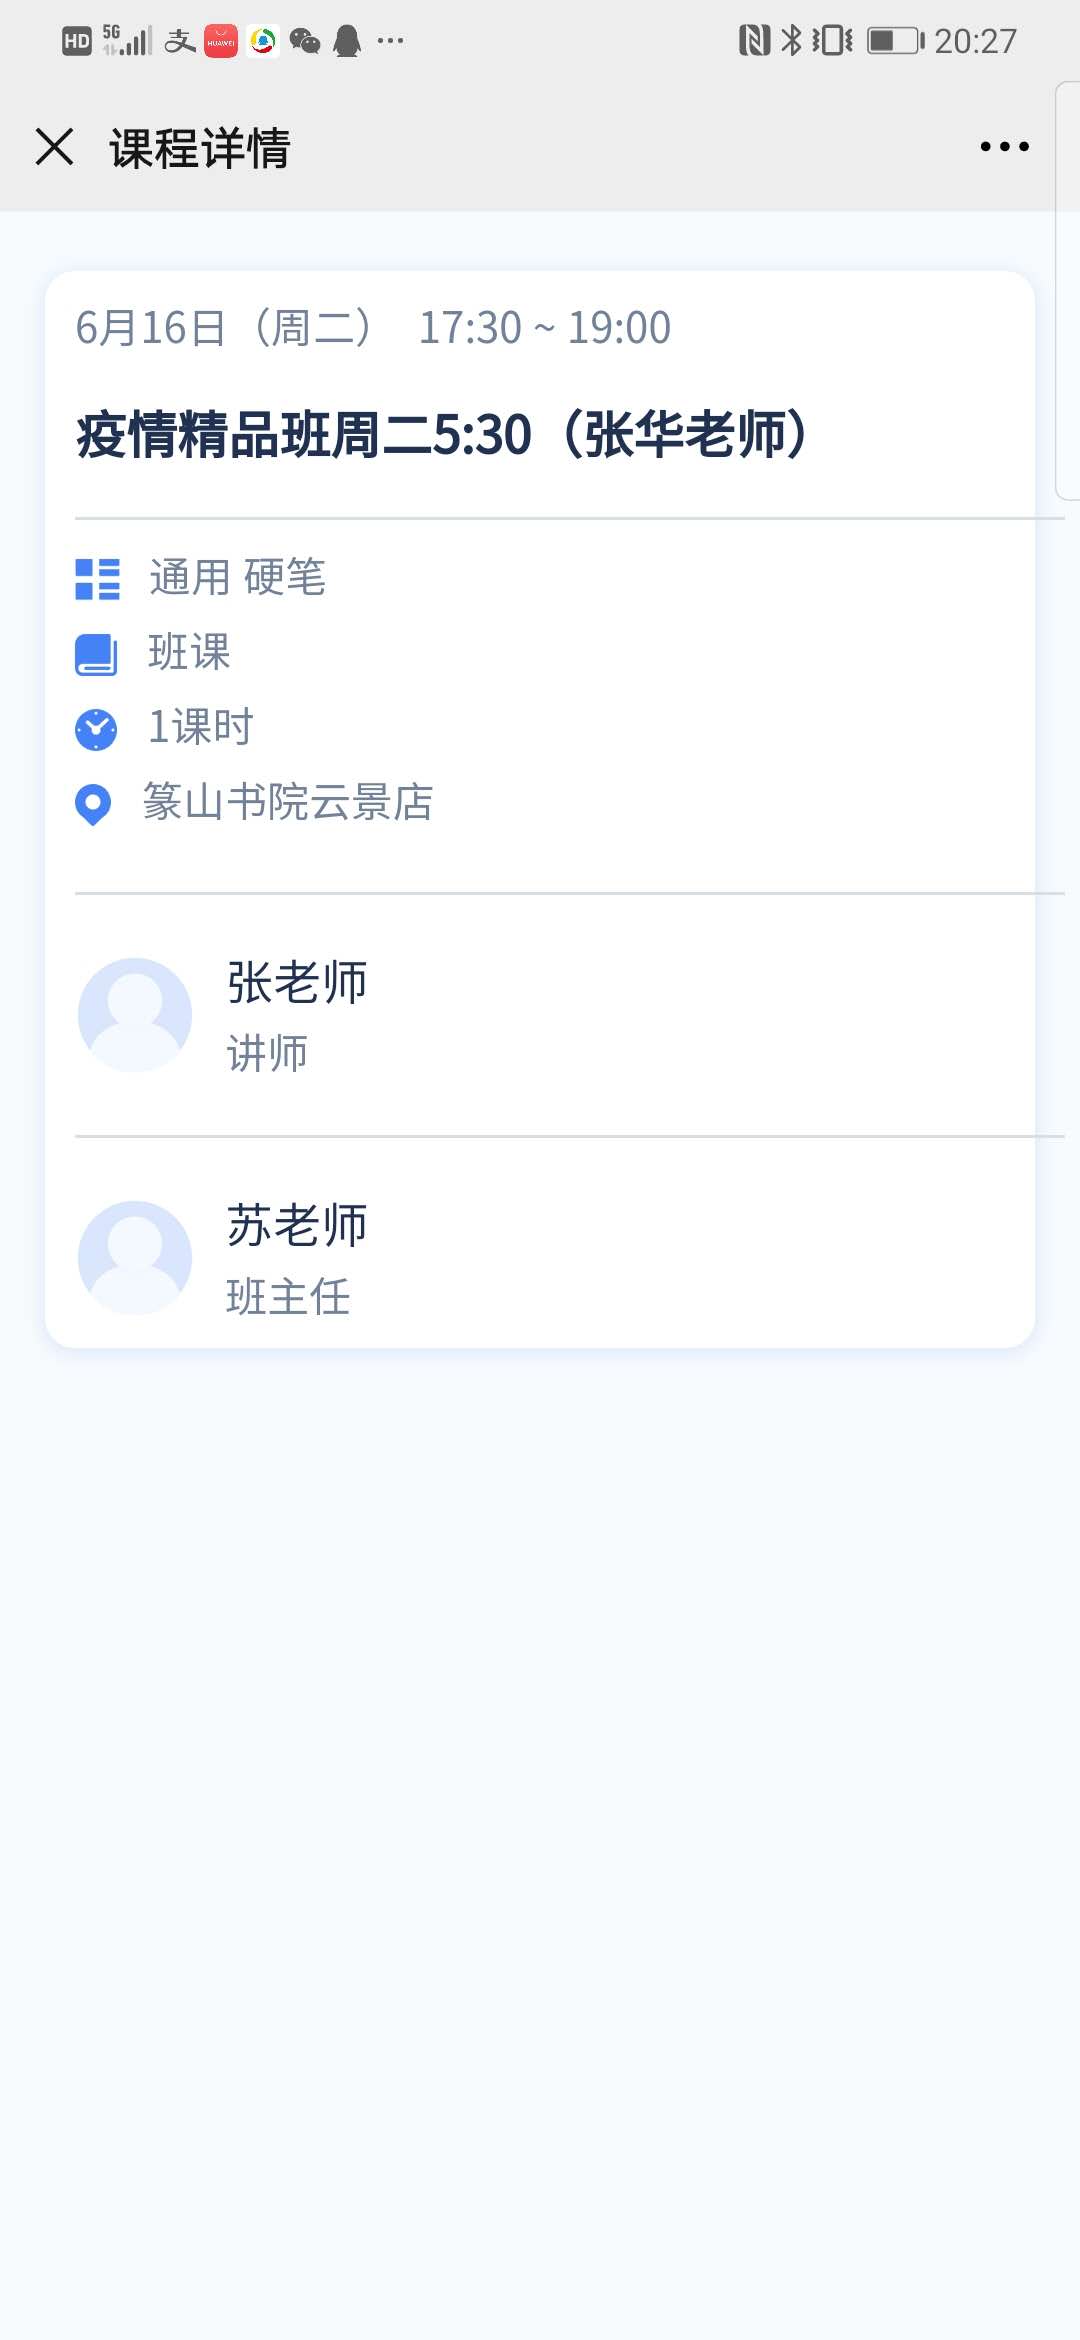 HD 5G 支 HUAWEI 20:27
课程详情
6月16日（周二） 17:30 ~ 19:00
疫情精品班周二5:30（张华老师）
通用 硬笔
班课
1课时
篆山书院云景店
张老师
讲师
苏老师
班主任